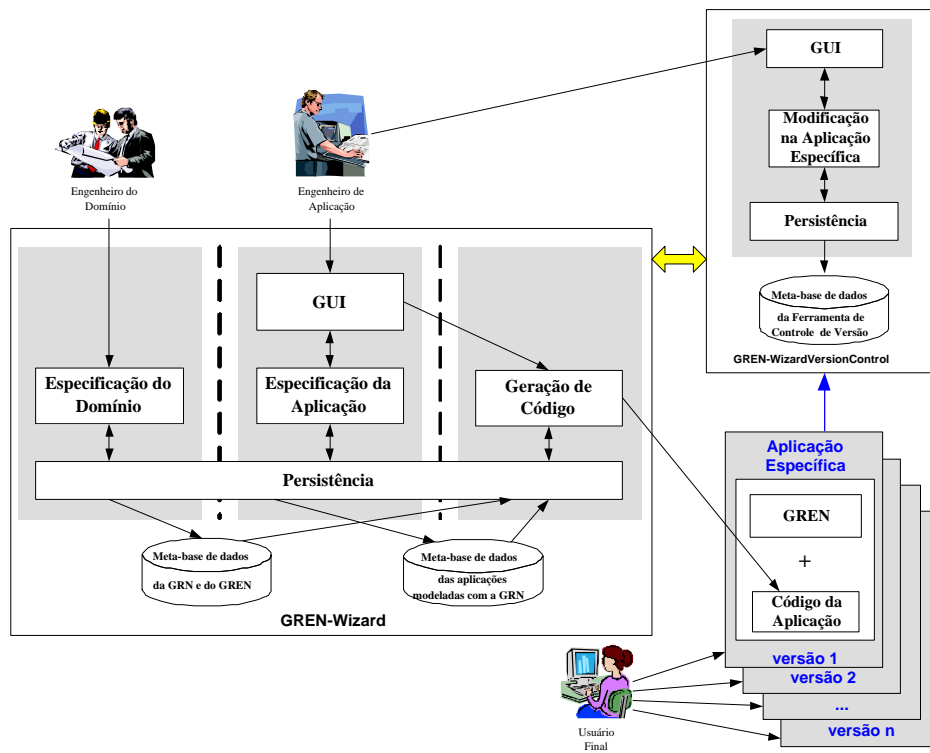 GUI
Modificação
na Aplicação
Específica
Persistência
Meta-base de dados
da Ferramenta de
Controle de Versão
GREN-WizardVersionControl
Engenheiro do
Domínio
Engenheiro de
Aplicação
GUI
Especificação do
Domínio
Especificação da
Aplicação
Geração de
Código
Persistência
Meta-base de dados
da GRN e do GREN
Meta-base de dados
das aplicações
modeladas com a GRN
GREN-Wizard
Aplicação
Específica
GREN
+
Código da
Aplicação
versão 1
versão 2
...
versão n
Usuário
Final